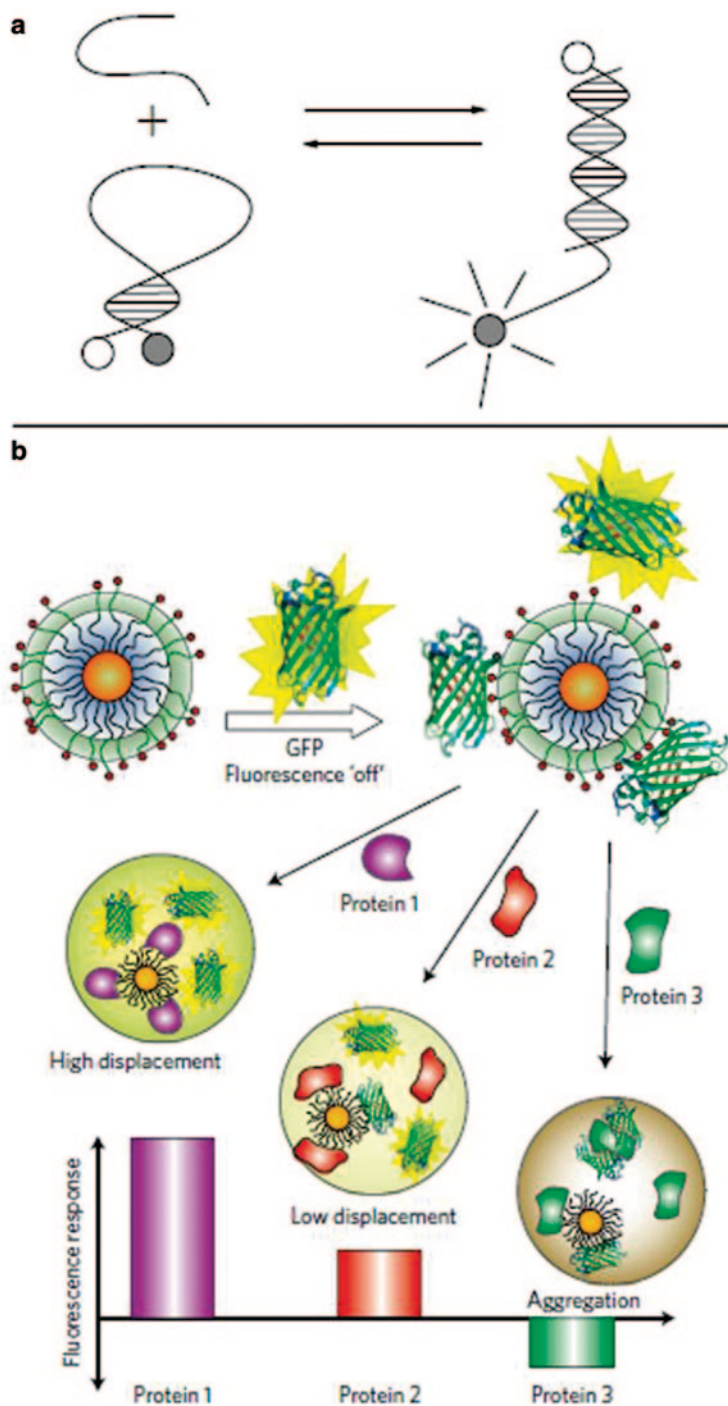 a
b
GFP
Fluorescence 'off'
Protein 1
Protein 2
Protein 3
High displacement
Low displacement
Aggregation
Fluorescence response
Protein 1
Protein 2
Protein 3